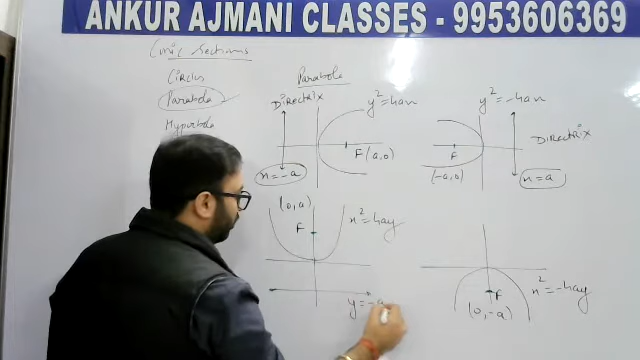 ANKUR AJMANI CLASSES - 9953606369
Conic Sections
Circles
Parabola
Hyperbola
Parabola
DIRECTRIX
y² = 4ax
F (a,0)
x = -a
y² = -4ax
DIRECTRIX
F
(-a,0)
x = a
(0, a)
F
x² = 4ay
y = -a
F
(0, -a)
x² = -4ay